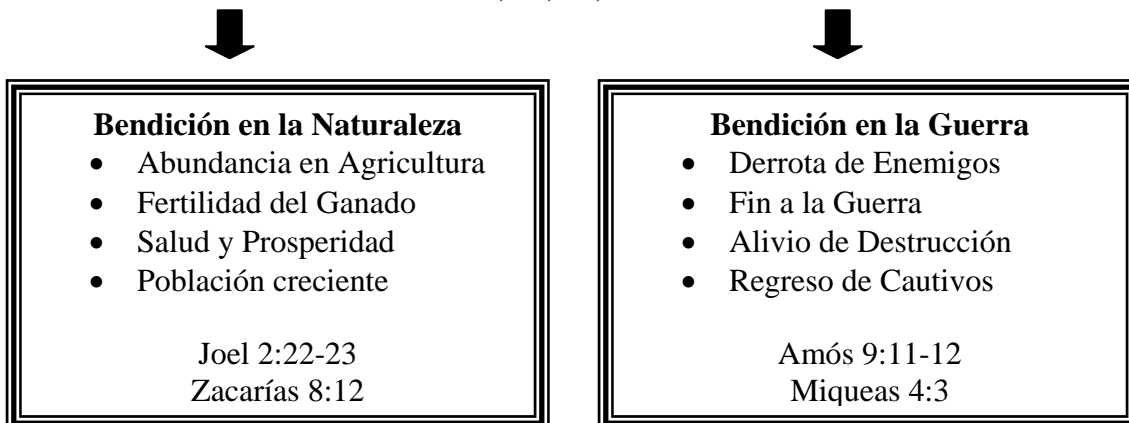 Bendición en la Naturaleza
• Abundancia en Agricultura
• Fertilidad del Ganado
• Salud y Prosperidad
• Población creciente
Joel 2:22-23
Zacarías 8:12
Bendición en la Guerra
• Derrota de Enemigos
• Fin a la Guerra
• Alivio de Destrucción
• Regreso de Cautivos
Amós 9:11-12
Miqueas 4:3